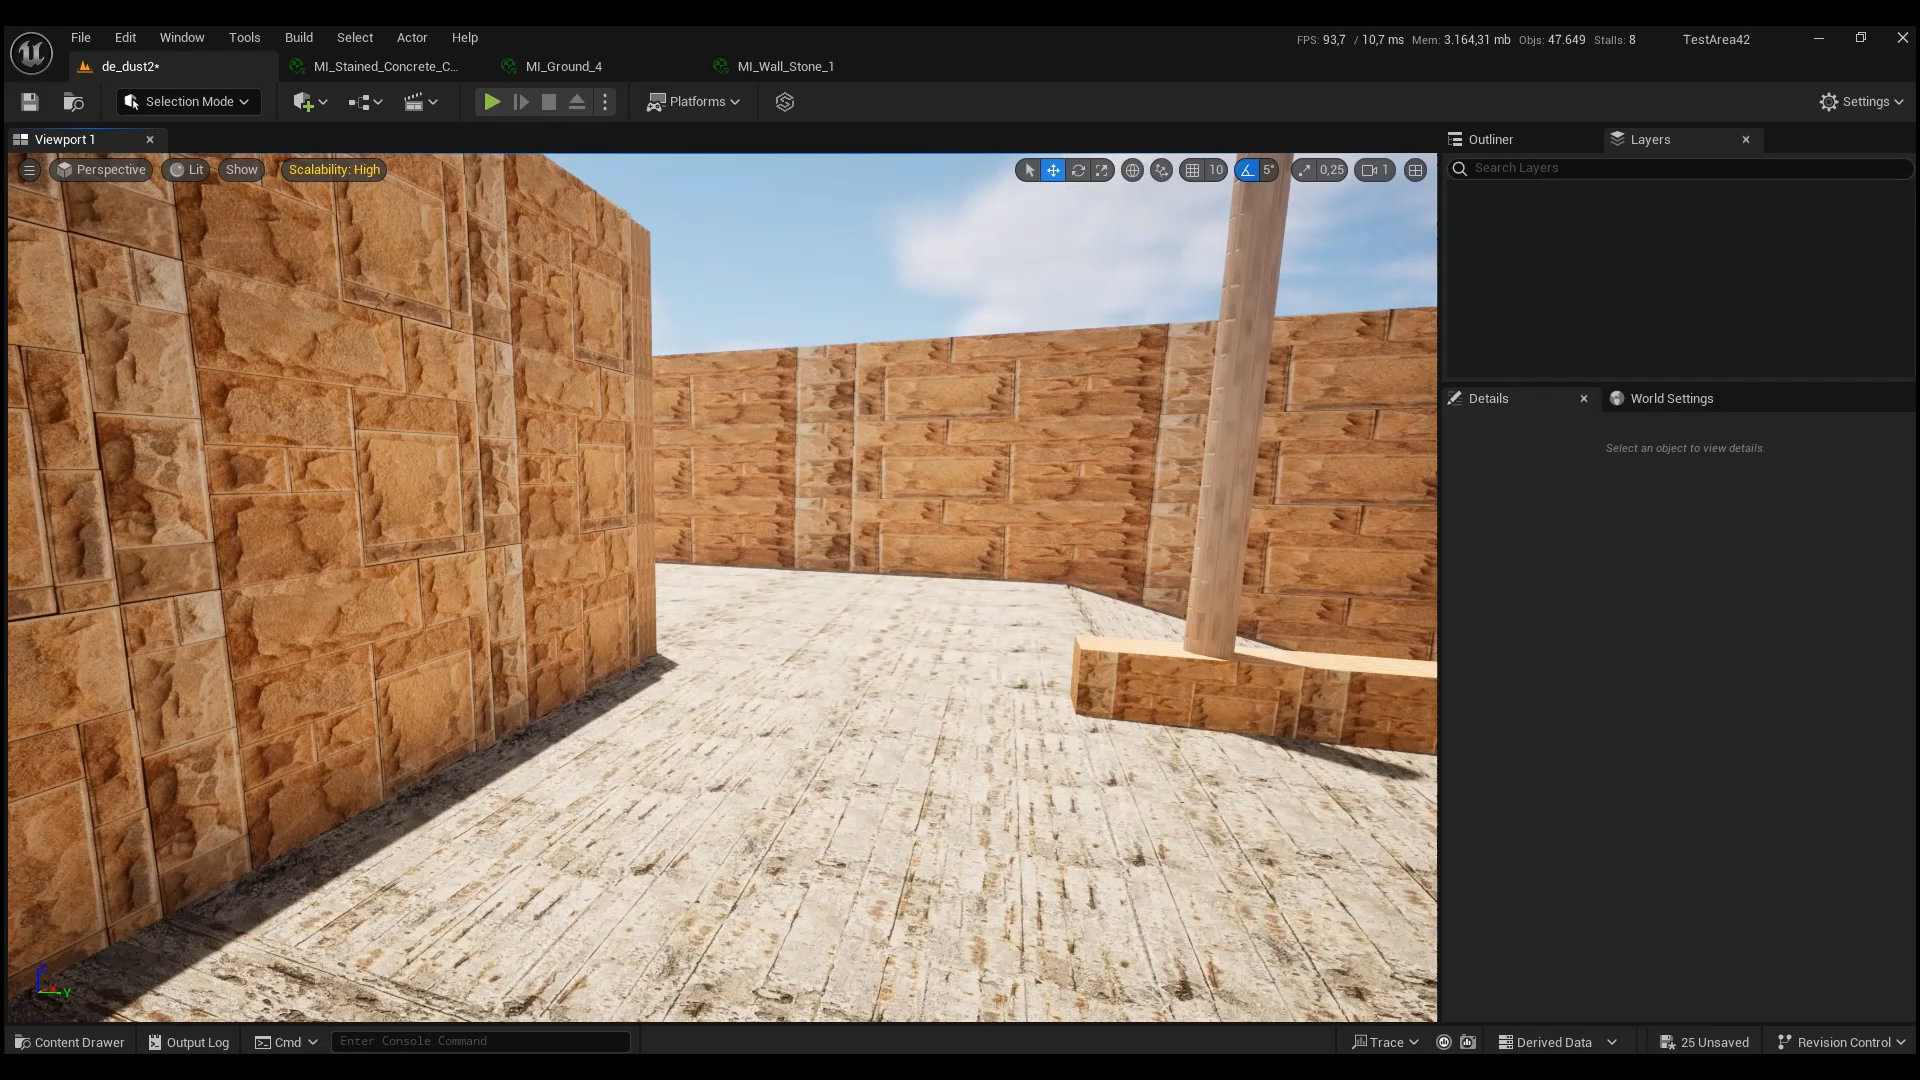 File Edit Window Tools Build Select Actor Help
FPS: 93,7 / 10,7 ms Mem: 3.164,31 mb Objs: 47.649 Stalls: 8 TestArea42
de_dust2* MI_Stained_Concrete_C... MI_Ground_4 MI_Wall_Stone_1
Selection Mode Platforms Settings
Viewport 1 Outliner Layers
Perspective Lit Show Scalability: High 10 5° 0,25 1
Search Layers
Details World Settings
Select an object to view details.
Z X Y
Content Drawer Output Log Cmd Enter Console Command Trace Derived Data 25 Unsaved Revision Control